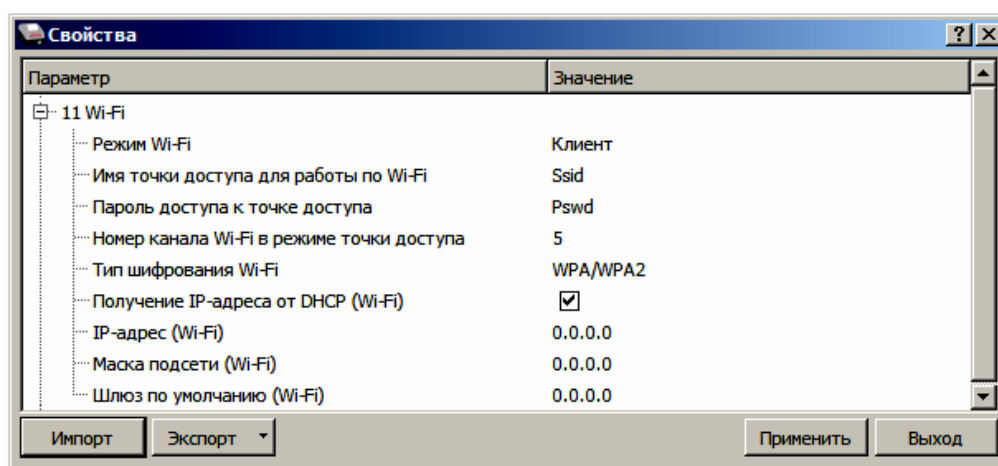 Свойства
Параметр Значение
11 Wi-Fi
Режим Wi-Fi Клиент
Имя точки доступа для работы по Wi-Fi Ssid
Пароль доступа к точке доступа Pswd
Номер канала Wi-Fi в режиме точки доступа 5
Тип шифрования Wi-Fi WPA/WPA2
Получение IP-адреса от DHCP (Wi-Fi)
IP-адрес (Wi-Fi) 0.0.0.0
Маска подсети (Wi-Fi) 0.0.0.0
Шлюз по умолчанию (Wi-Fi) 0.0.0.0
Импорт Экспорт Применить Выход